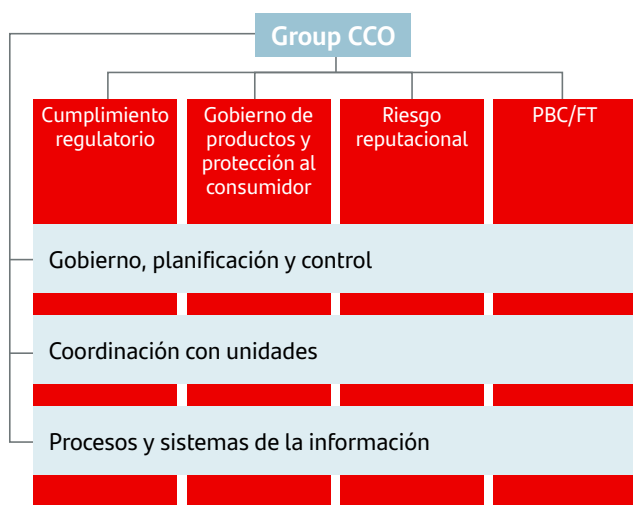 Group CCO
Cumplimiento
regulatorio
Gobierno de
productos y
protección al
consumidor
Riesgo
reputacional
PBC/FT
Gobierno, planificación y control
Coordinación con unidades
Procesos y sistemas de la información